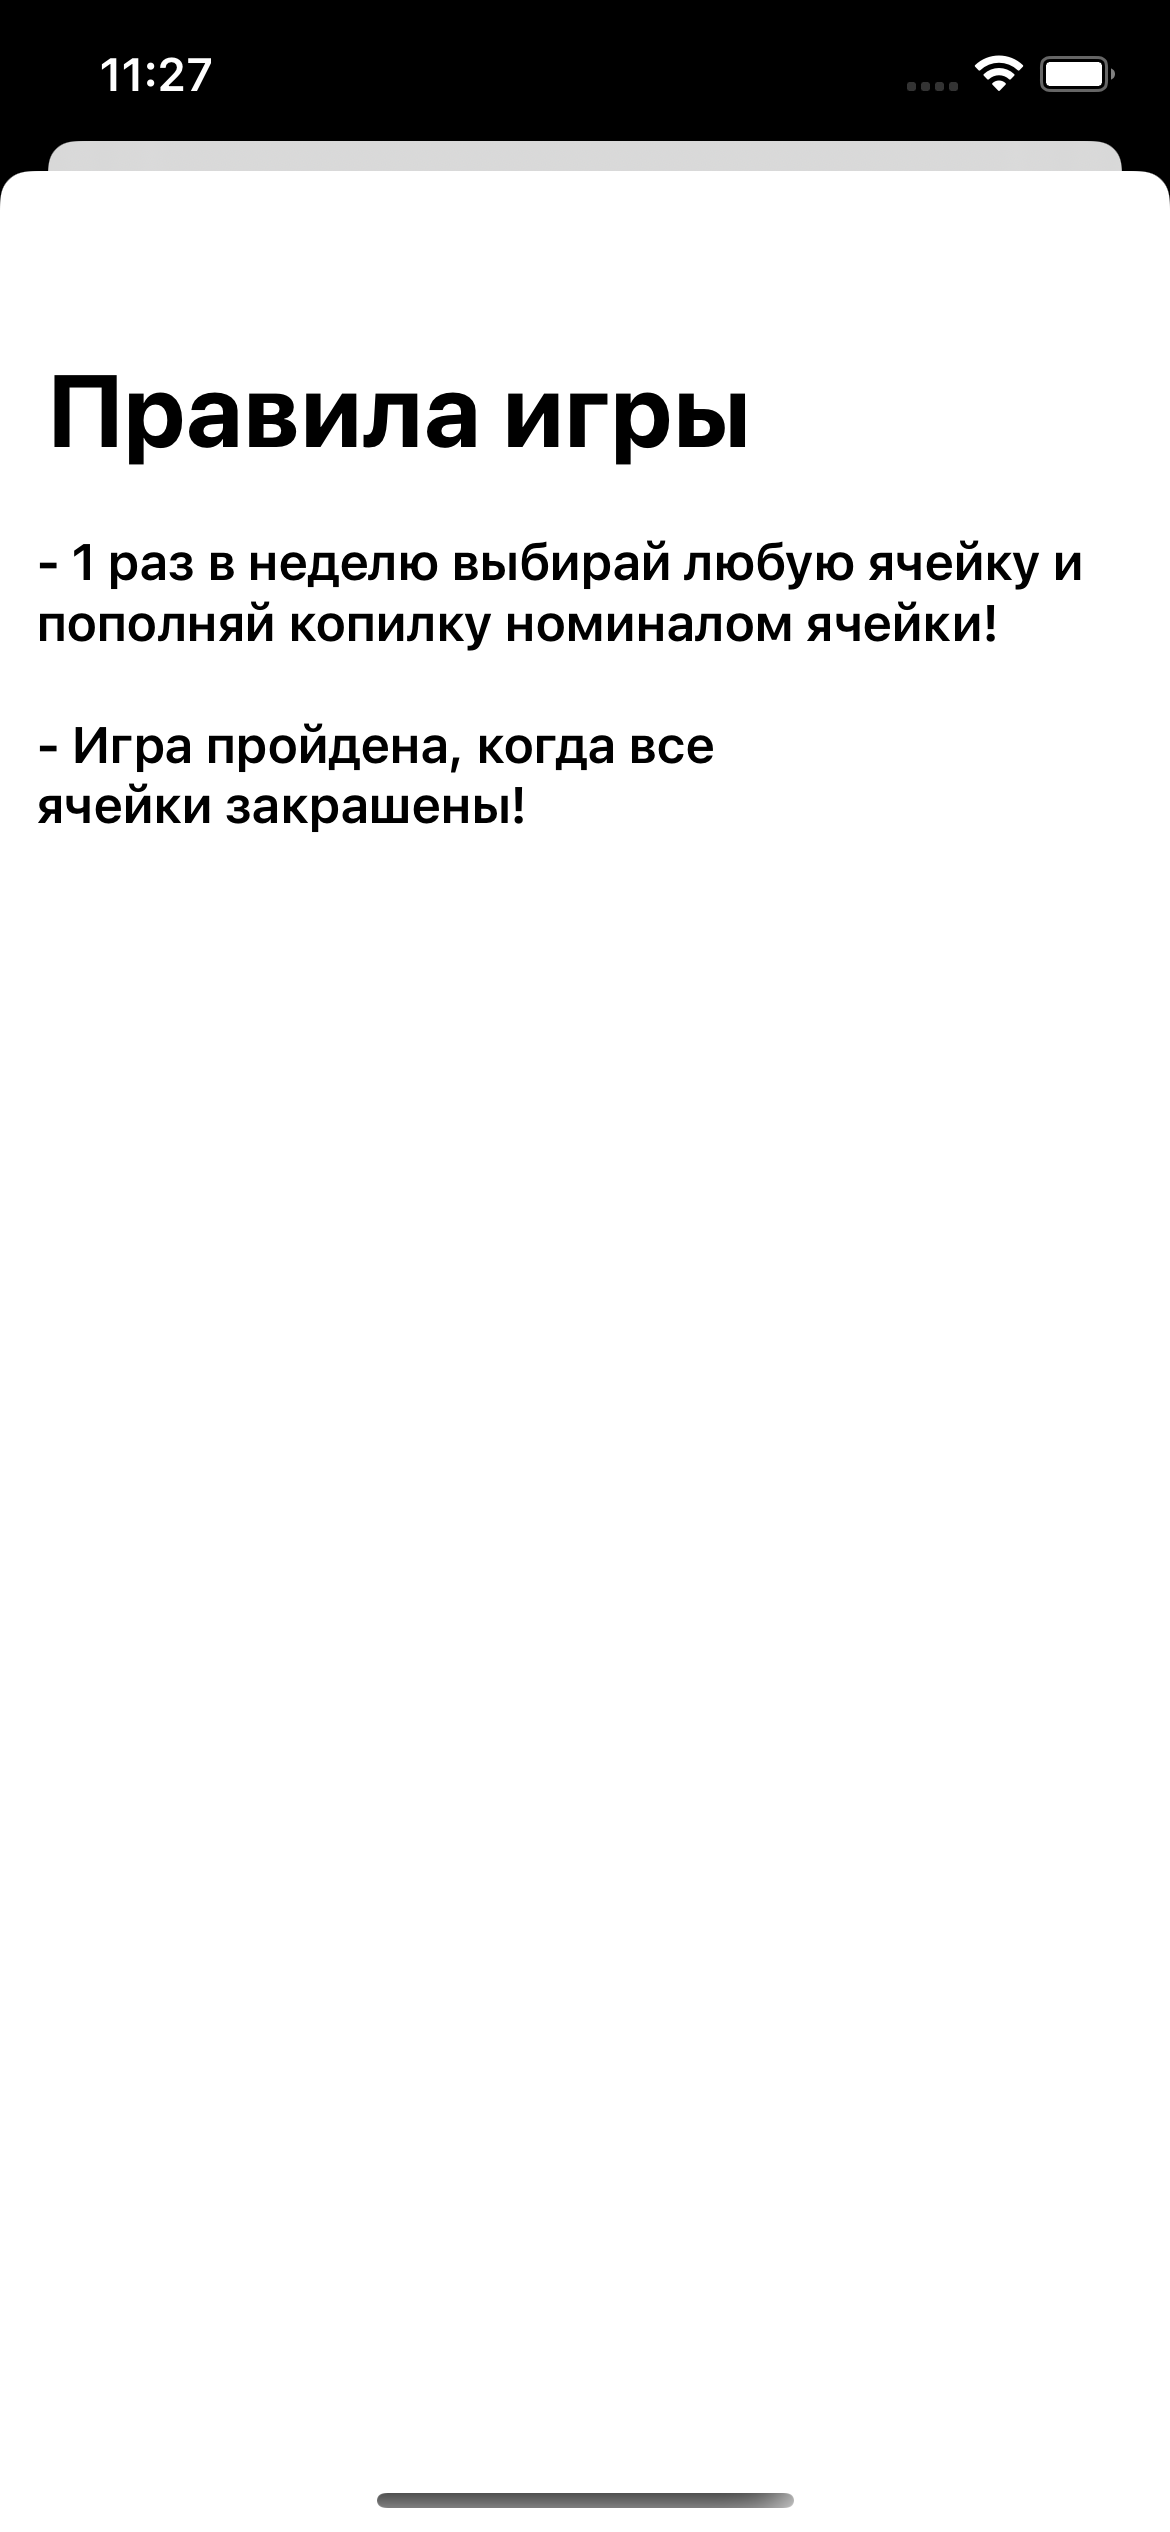 11:27
Правила игры
- 1 раз в неделю выбирай любую ячейку и
пополняй копилку номиналом ячейки!
- Игра пройдена, когда все
ячейки закрашены!